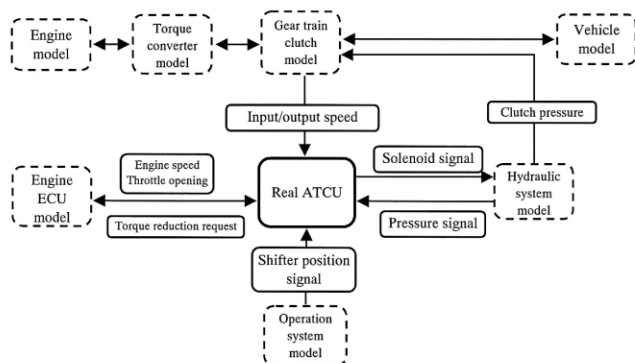 Engine
model
Torque
converter
model
Gear train
clutch
model
Vehicle
model
Input/output speed
Clutch pressure
Engine
ECU
model
Engine speed
Throttle opening
Torque reduction request
Real ATCU
Solenoid signal
Pressure signal
Hydraulic
system
model
Shifter position
signal
Operation
system
model